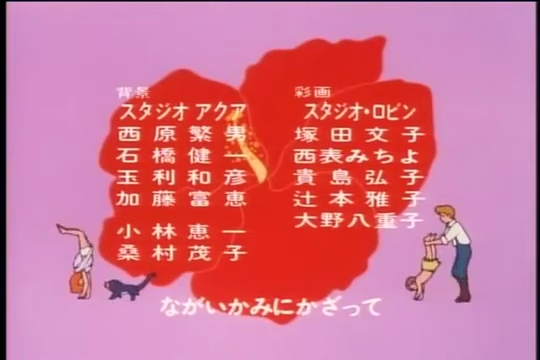 背景
スタジオ アクア
西原繁男
石橋健一
玉利和彦
加藤富恵
小林恵一
桑村茂子
彩画
スタジオ・ロビン
塚田文子
西表みちよ
貴島弘子
辻本雅子
大野八重子
ながいかみにかざって